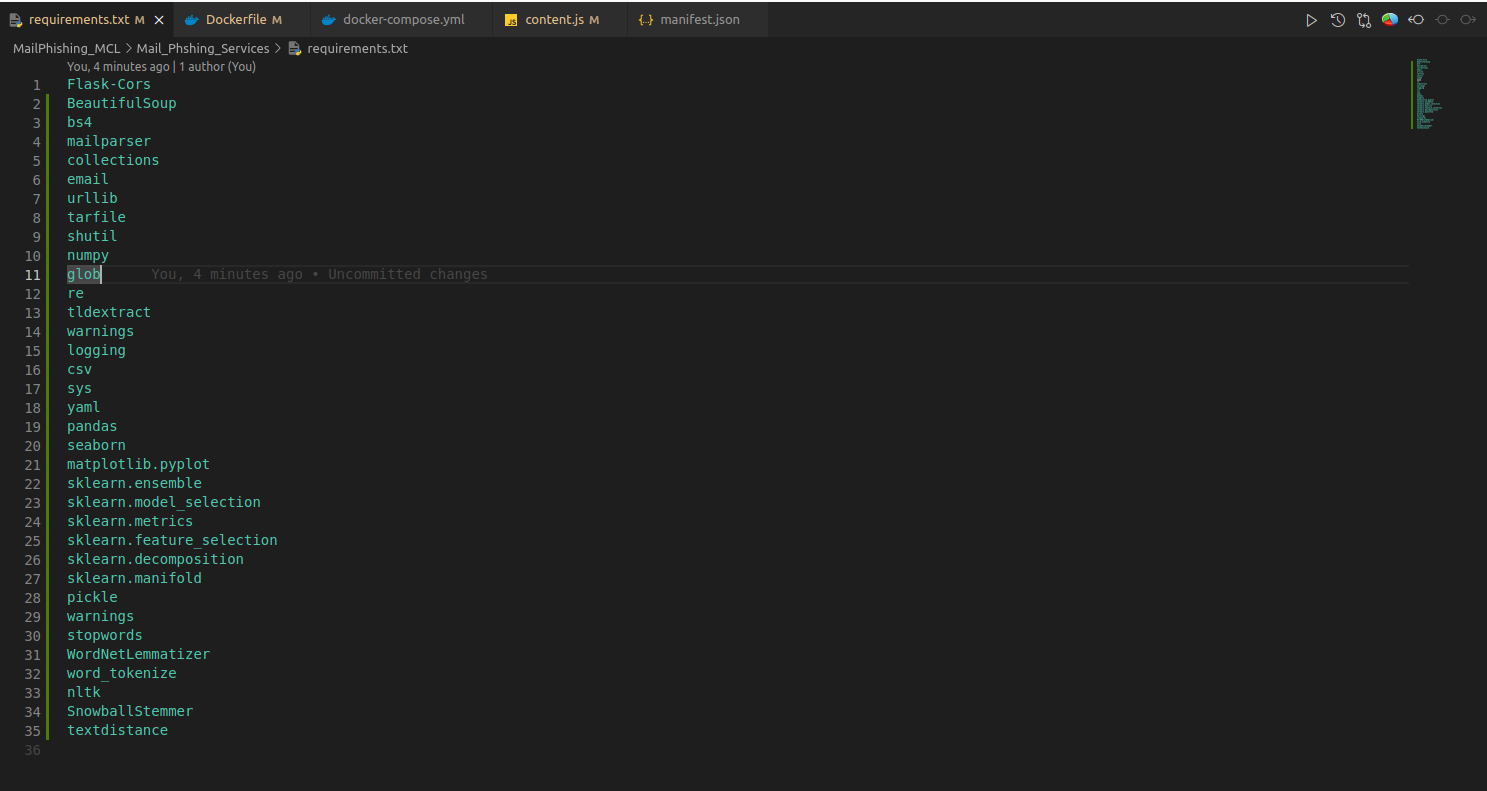 requirements.txt M Dockerfile M docker-compose.yml content.js M manifest.json
MailPhishing_MCL > Mail_Phshing_Services > requirements.txt
You, 4 minutes ago | 1 author (You)
1 Flask-Cors
2 BeautifulSoup
3 bs4
4 mailparser
5 collections
6 email
7 urllib
8 tarfile
9 shutil
10 numpy
11 glob You, 4 minutes ago • Uncommitted changes
12 re
13 tldextract
14 warnings
15 logging
16 csv
17 sys
18 yaml
19 pandas
20 seaborn
21 matplotlib.pyplot
22 sklearn.ensemble
23 sklearn.model_selection
24 sklearn.metrics
25 sklearn.feature_selection
26 sklearn.decomposition
27 sklearn.manifold
28 pickle
29 warnings
30 stopwords
31 WordNetLemmatizer
32 word_tokenize
33 nltk
34 SnowballStemmer
35 textdistance
36